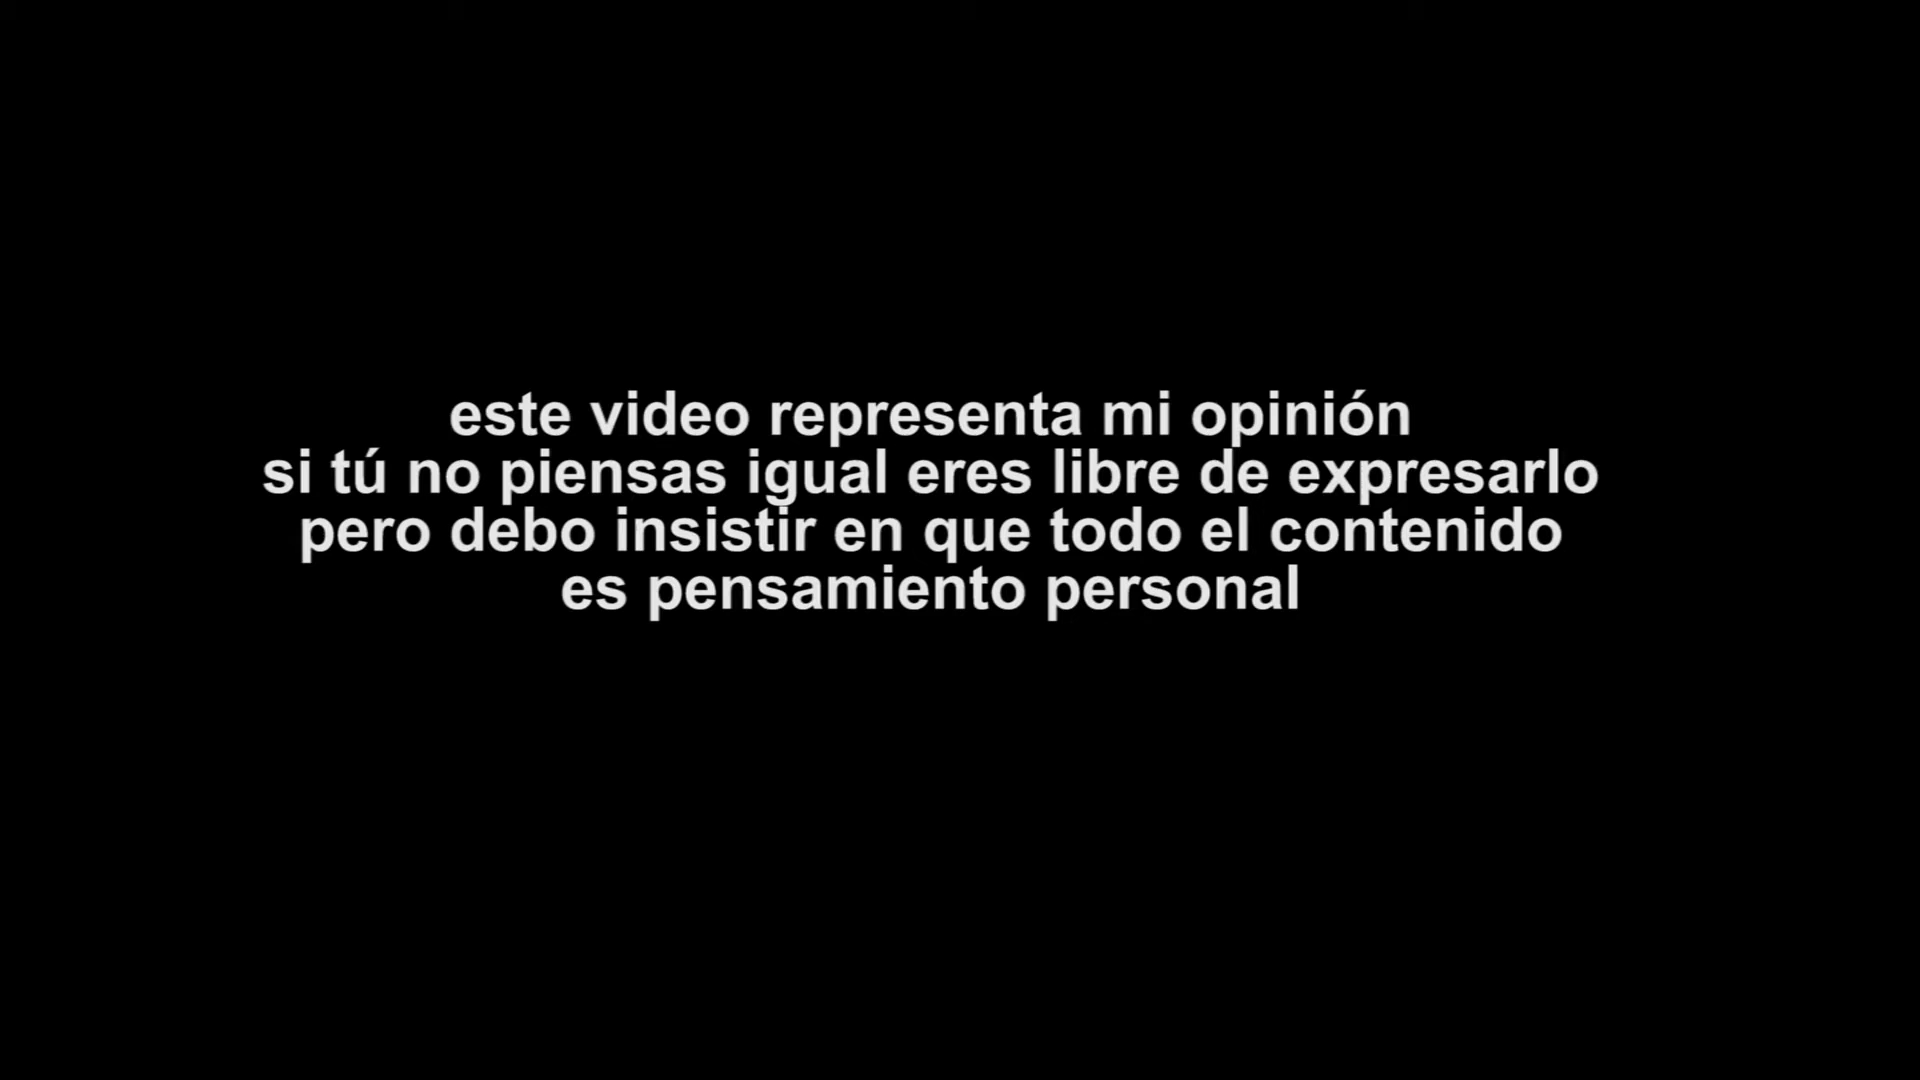 este video representa mi opinión
si tú no piensas igual eres libre de expresarlo
pero debo insistir en que todo el contenido
es pensamiento personal